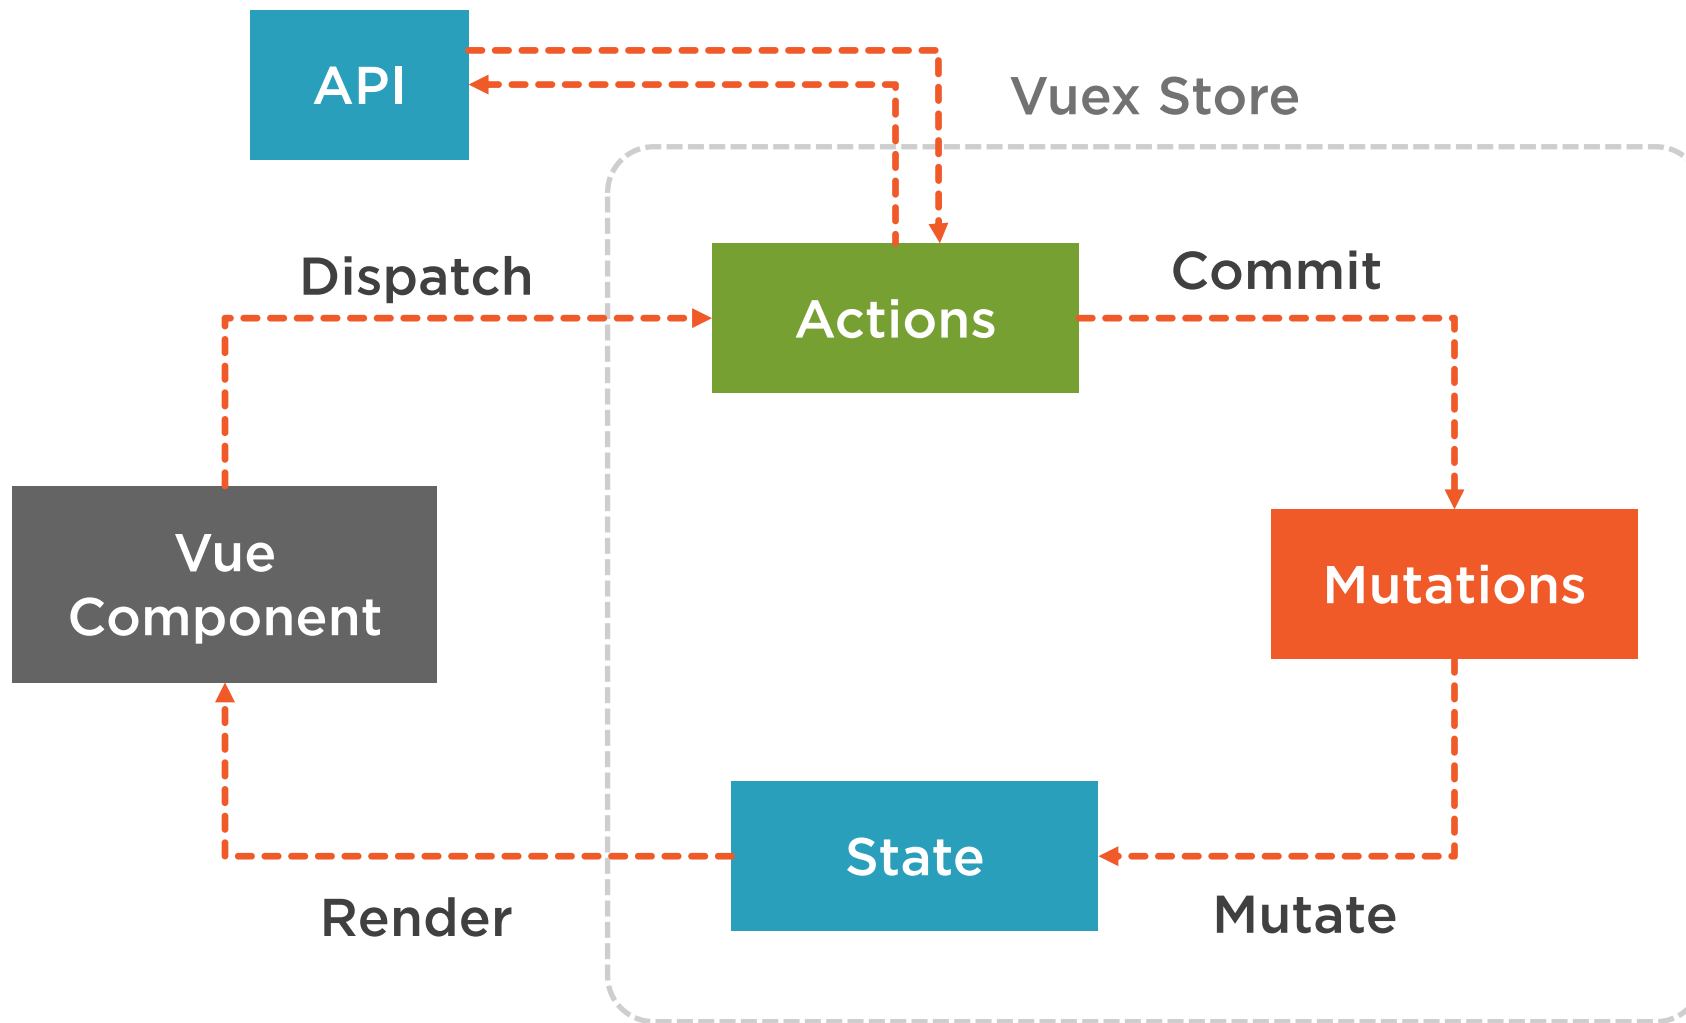 API
Vuex Store
Dispatch
Commit
Actions
Vue
Component
Mutations
State
Render
Mutate